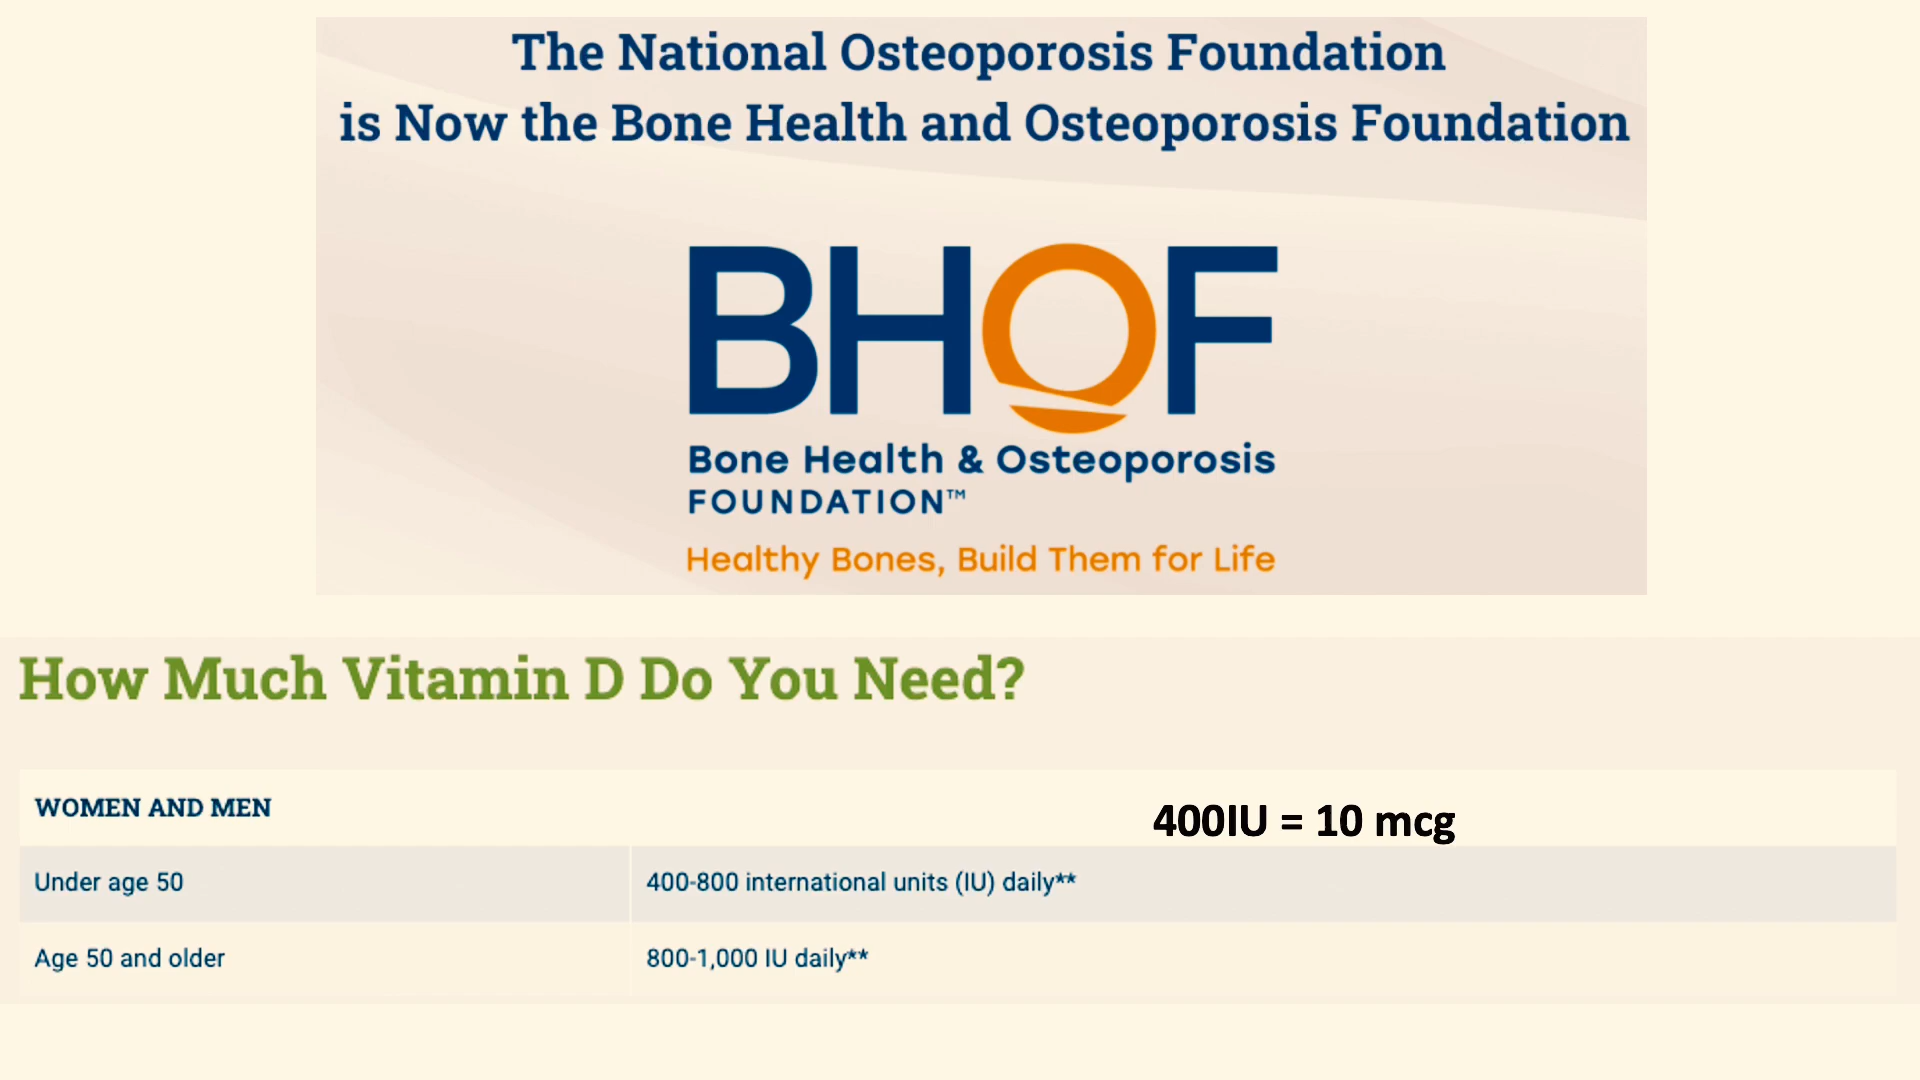 The National Osteoporosis Foundation
is Now the Bone Health and Osteoporosis Foundation
BHOF
Bone Health & Osteoporosis
FOUNDATION™
Healthy Bones, Build Them for Life
How Much Vitamin D Do You Need?
WOMEN AND MEN
400IU = 10 mcg
Under age 50 400-800 international units (IU) daily**
Age 50 and older 800-1,000 IU daily**